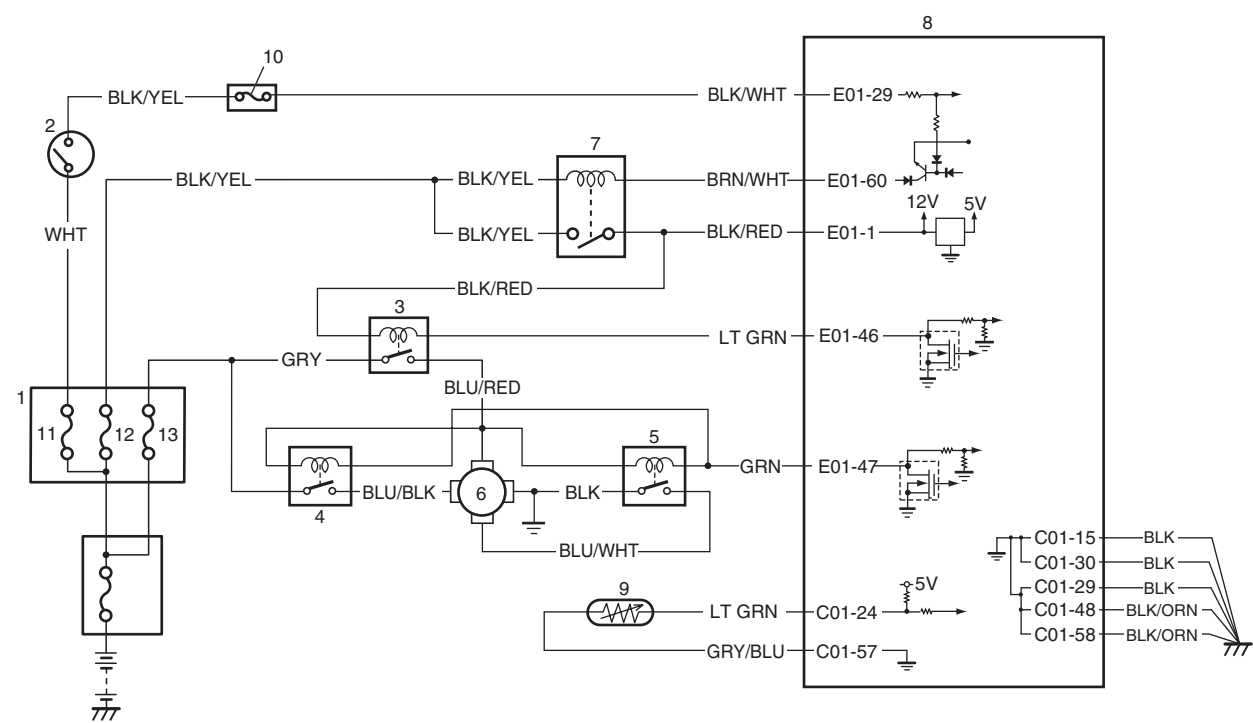 8
10
BLK/YEL
BLK/WHT
E01-29
2
7
BLK/YEL
BLK/YEL
BRN/WHT
E01-60
12V
5V
WHT
BLK/YEL
BLK/RED
E01-1
BLK/RED
3
LT GRN
E01-46
GRY
BLU/RED
1
11
12
13
5
GRN
E01-47
BLU/BLK
6
BLK
4
C01-15
BLK
BLU/WHT
C01-30
BLK
9
5V
C01-29
BLK
LT GRN
C01-24
C01-48
BLK/ORN
C01-58
BLK/ORN
GRY/BLU
C01-57